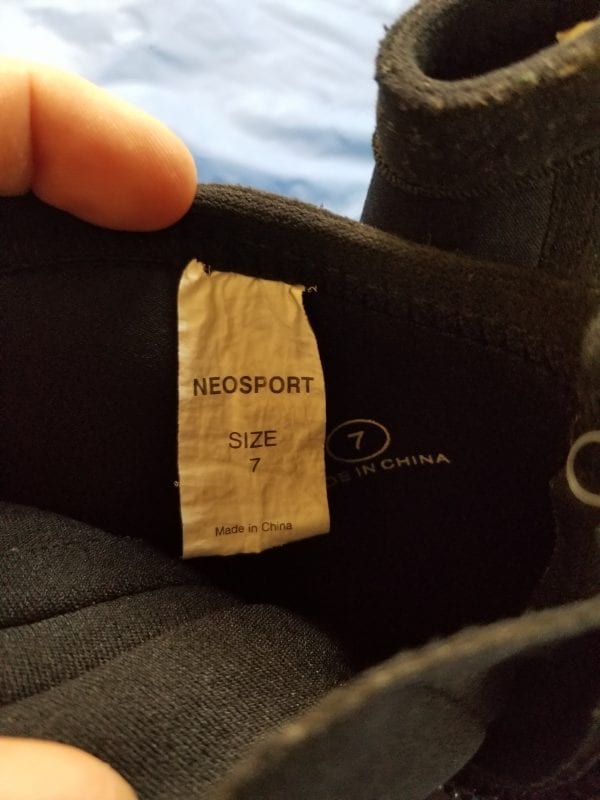 NEOSPORT
SIZE
7
Made in China
7
DE IN CHINA